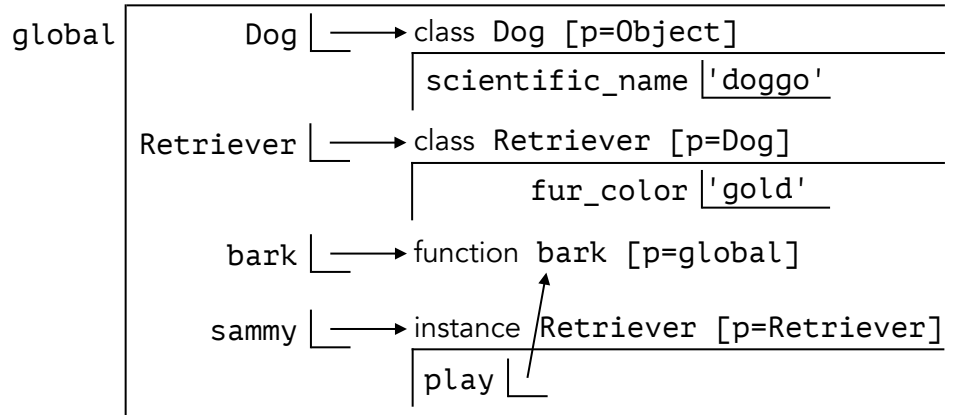 global Dog class Dog [p=Object]
scientific_name 'doggo'
Retriever class Retriever [p=Dog]
fur_color 'gold'
bark function bark [p=global]
sammy instance Retriever [p=Retriever]
play